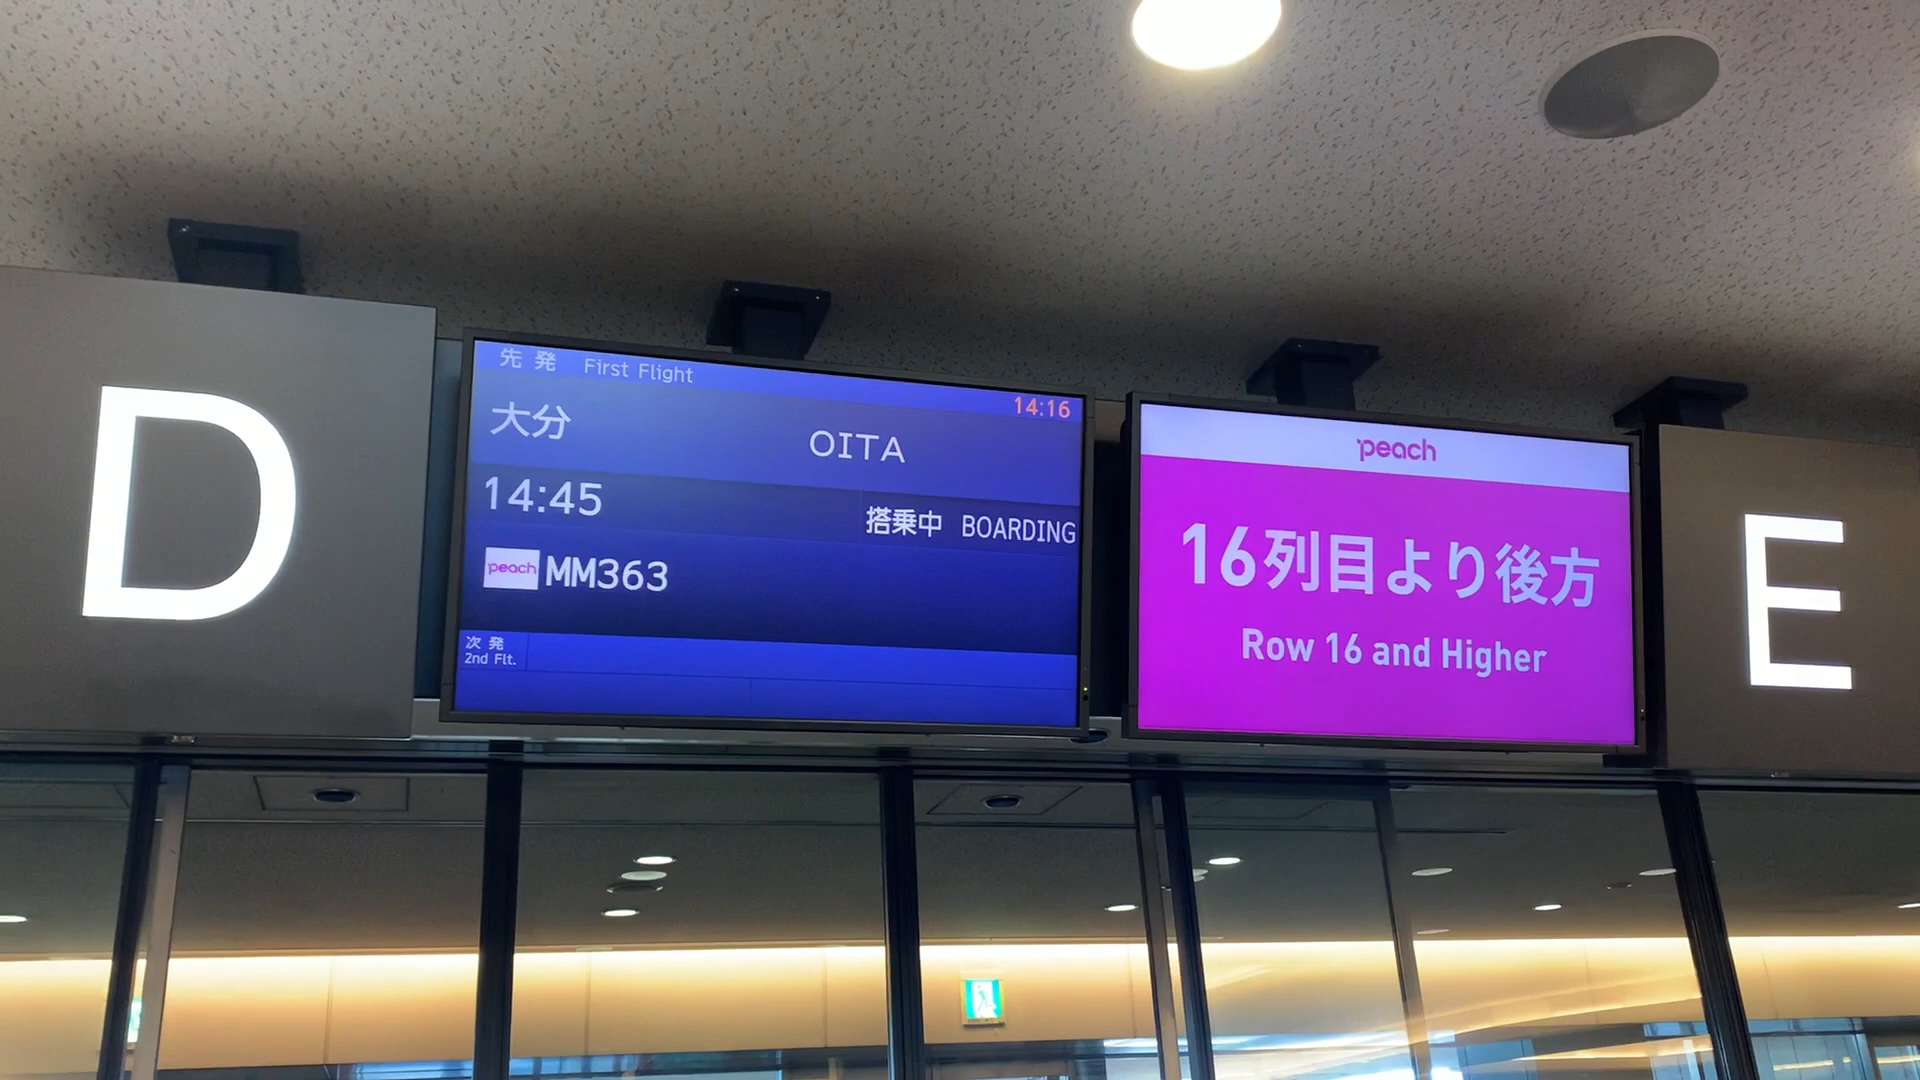 D
先発 First Flight
14:16
大分 OITA
14:45 搭乗中 BOARDING
peach MM363
次発
2nd Flt.
peach
16列目より後方
Row 16 and Higher
E